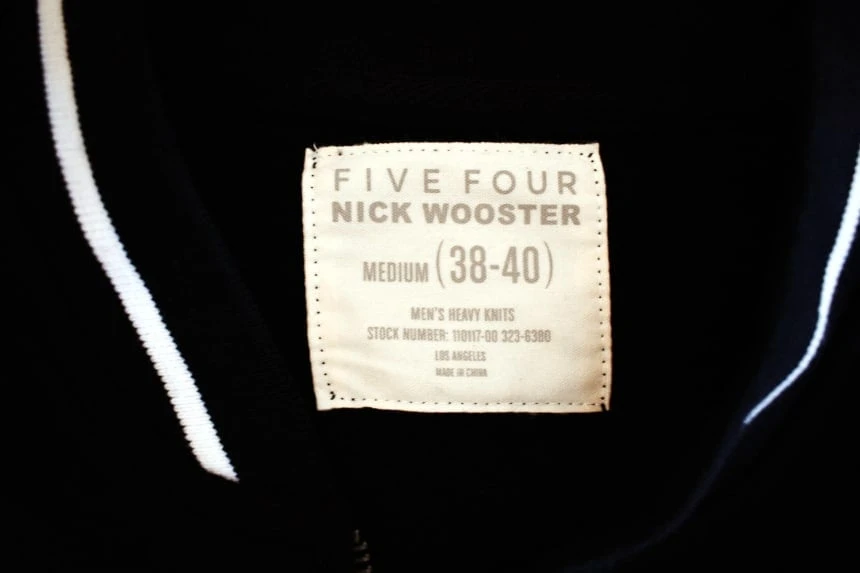 FIVE FOUR
NICK WOOSTER
MEDIUM (38-40)
MEN'S HEAVY KNITS
STOCK NUMBER: 110117-00 323-6380
LOS ANGELES
MADE IN CHINA